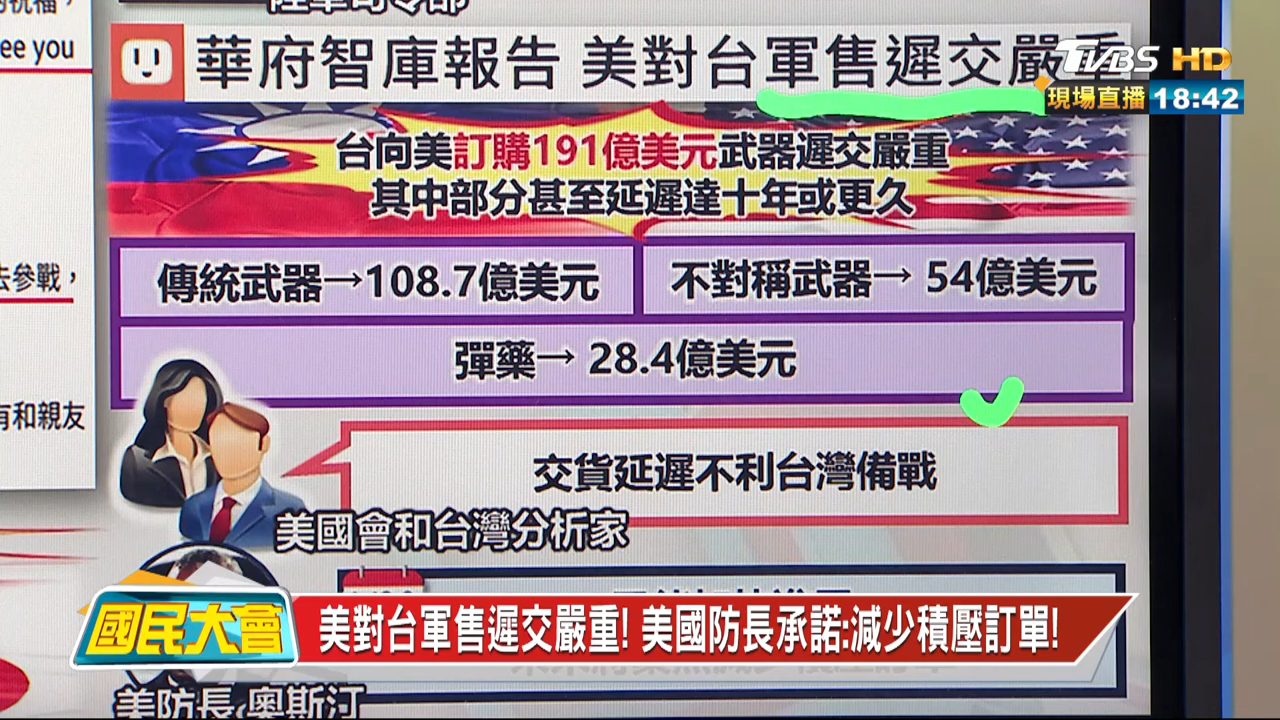 ee you
華府智庫報告 美對台軍售遲交嚴重
TVBS HD
現場直播 18:42
台向美訂購191億美元武器遲交嚴重
其中部分甚至延遲達十年或更久
傳統武器→108.7億美元
不對稱武器→ 54億美元
彈藥→ 28.4億美元
去參戰，
有和親友
交貨延遲不利台灣備戰
美國會和台灣分析家
國民大會
美對台軍售遲交嚴重! 美國防長承諾:減少積壓訂單!
美防長 奧斯汀